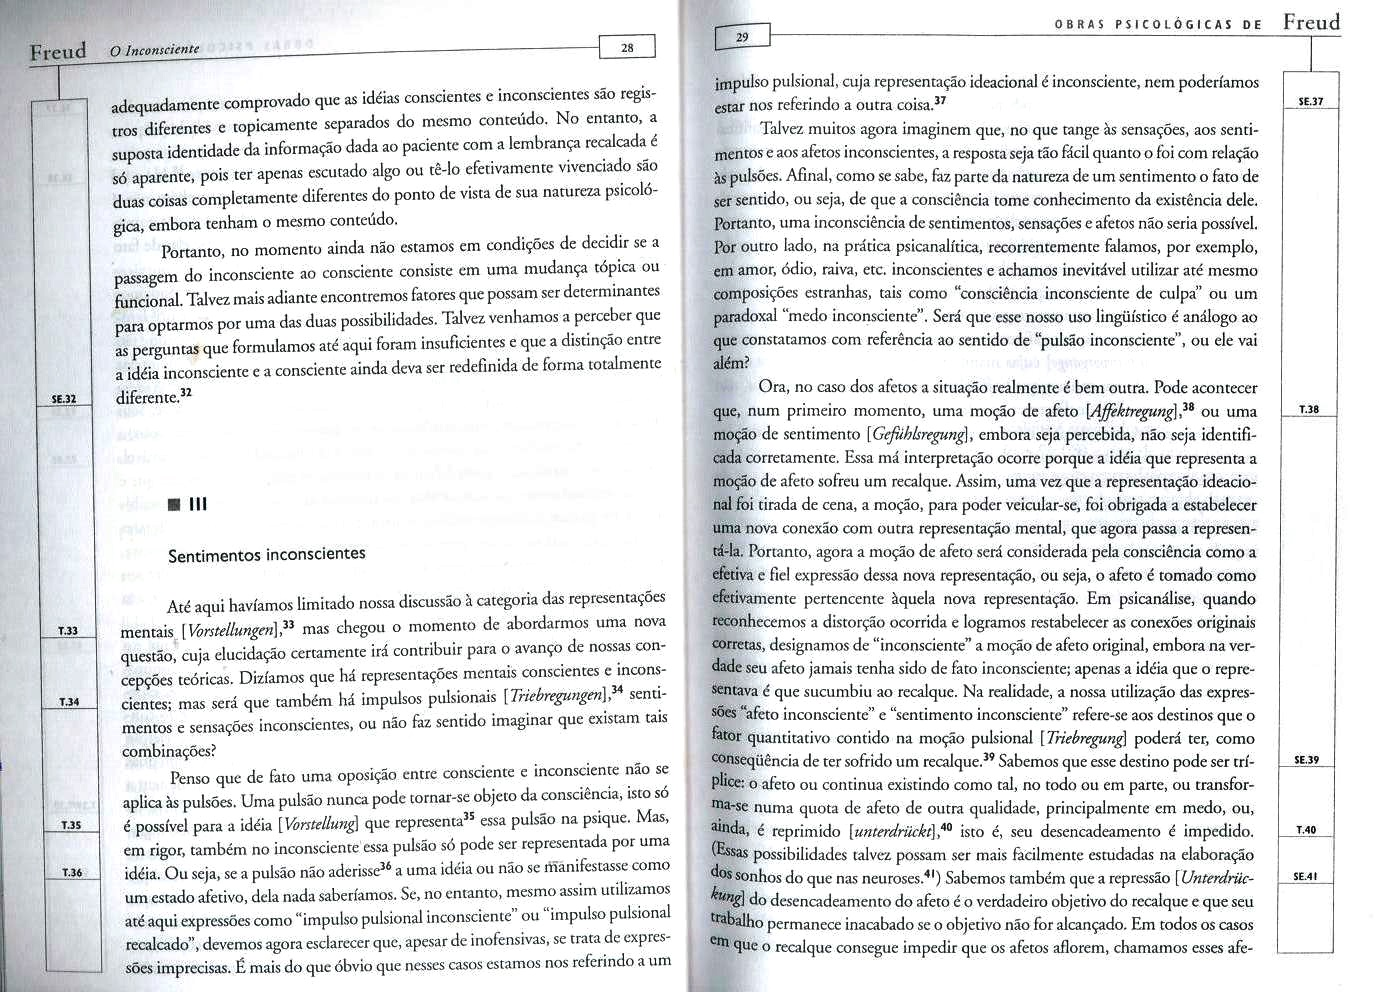 Freud O Inconsciente 28
adequadamente comprovado que as idéias conscientes e inconscientes são regis-
tros diferentes e topicamente separados do mesmo conteúdo. No entanto, a
suposta identidade da informação dada ao paciente com a lembrança recalcada é
só aparente, pois ter apenas escutado algo ou tê-lo efetivamente vivenciado são
duas coisas completamente diferentes do ponto de vista de sua natureza psicoló-
gica, embora tenham o mesmo conteúdo.
Portanto, no momento ainda não estamos em condições de decidir se a
passagem do inconsciente ao consciente consiste em uma mudança tópica ou
funcional. Talvez mais adiante encontremos fatores que possam ser determinantes
para optarmos por uma das duas possibilidades. Talvez venhamos a perceber que
as perguntas que formulamos até aqui foram insuficientes e que a distinção entre
a idéia inconsciente e a consciente ainda deva ser redefinida de forma totalmente
SE.32 diferente.32
III
Sentimentos inconscientes
Até aqui havíamos limitado nossa discussão à categoria das representações
T.33 mentais [Vorstellungen],33 mas chegou o momento de abordarmos uma nova
questão, cuja elucidação certamente irá contribuir para o avanço de nossas con-
cepções teóricas. Dizíamos que há representações mentais conscientes e incons-
T.34 cientes; mas será que também há impulsos pulsionais [Triebregungen],34 senti-
mentos e sensações inconscientes, ou não faz sentido imaginar que existam tais
combinações?
Penso que de fato uma oposição entre consciente e inconsciente não se
aplica às pulsões. Uma pulsão nunca pode tornar-se objeto da consciência, isto só
T.35 é possível para a idéia [Vorstellung] que representa35 essa pulsão na psique. Mas,
em rigor, também no inconsciente essa pulsão só pode ser representada por uma
T.36 idéia. Ou seja, se a pulsão não aderisse36 a uma idéia ou não se manifestasse como
um estado afetivo, dela nada saberíamos. Se, no entanto, mesmo assim utilizamos
até aqui expressões como “impulso pulsional inconsciente” ou “impulso pulsional
recalcado”, devemos agora esclarecer que, apesar de inofensivas, se trata de expres-
sões imprecisas. É mais do que óbvio que nesses casos estamos nos referindo a um
29 OBRAS PSICOLÓGICAS DE Freud
impulso pulsional, cuja representação ideacional é inconsciente, nem poderíamos
estar nos referindo a outra coisa.37 SE.37
Talvez muitos agora imaginem que, no que tange às sensações, aos senti-
mentos e aos afetos inconscientes, a resposta seja tão fácil quanto o foi com relação
às pulsões. Afinal, como se sabe, faz parte da natureza de um sentimento o fato de
ser sentido, ou seja, de que a consciência tome conhecimento da existência dele.
Portanto, uma inconsciência de sentimentos, sensações e afetos não seria possível.
Por outro lado, na prática psicanalítica, recorrentemente falamos, por exemplo,
em amor, ódio, raiva, etc. inconscientes e achamos inevitável utilizar até mesmo
composições estranhas, tais como “consciência inconsciente de culpa” ou um
paradoxal “medo inconsciente”. Será que esse nosso uso lingüístico é análogo ao
que constatamos com referência ao sentido de “pulsão inconsciente”, ou ele vai
além?
Ora, no caso dos afetos a situação realmente é bem outra. Pode acontecer
que, num primeiro momento, uma moção de afeto [Affektregung],38 ou uma T.38
moção de sentimento [Gefühlsregung], embora seja percebida, não seja identifi-
cada corretamente. Essa má interpretação ocorre porque a idéia que representa a
moção de afeto sofreu um recalque. Assim, uma vez que a representação ideacio-
nal foi tirada de cena, a moção, para poder veicular-se, foi obrigada a estabelecer
uma nova conexão com outra representação mental, que agora passa a represen-
tá-la. Portanto, agora a moção de afeto será considerada pela consciência como a
efetiva e fiel expressão dessa nova representação, ou seja, o afeto é tomado como
efetivamente pertencente àquela nova representação. Em psicanálise, quando
reconhecemos a distorção ocorrida e logramos restabelecer as conexões originais
corretas, designamos de “inconsciente” a moção de afeto original, embora na ver-
dade seu afeto jamais tenha sido de fato inconsciente; apenas a idéia que o repre-
sentava é que sucumbiu ao recalque. Na realidade, a nossa utilização das expres-
sões “afeto inconsciente” e “sentimento inconsciente” refere-se aos destinos que o
fator quantitativo contido na moção pulsional [Triebregung] poderá ter, como
conseqüência de ter sofrido um recalque.39 Sabemos que esse destino pode ser trí- SE.39
plice: o afeto ou continua existindo como tal, no todo ou em parte, ou transfor-
ma-se numa quota de afeto de outra qualidade, principalmente em medo, ou,
ainda, é reprimido [unterdrückt],40 isto é, seu desencadeamento é impedido. T.40
(Essas possibilidades talvez possam ser mais facilmente estudadas na elaboração
dos sonhos do que nas neuroses.41) Sabemos também que a repressão [Unterdrüc- SE.41
kung] do desencadeamento do afeto é o verdadeiro objetivo do recalque e que seu
trabalho permanece inacabado se o objetivo não for alcançado. Em todos os casos
em que o recalque consegue impedir que os afetos aflorem, chamamos esses afe-